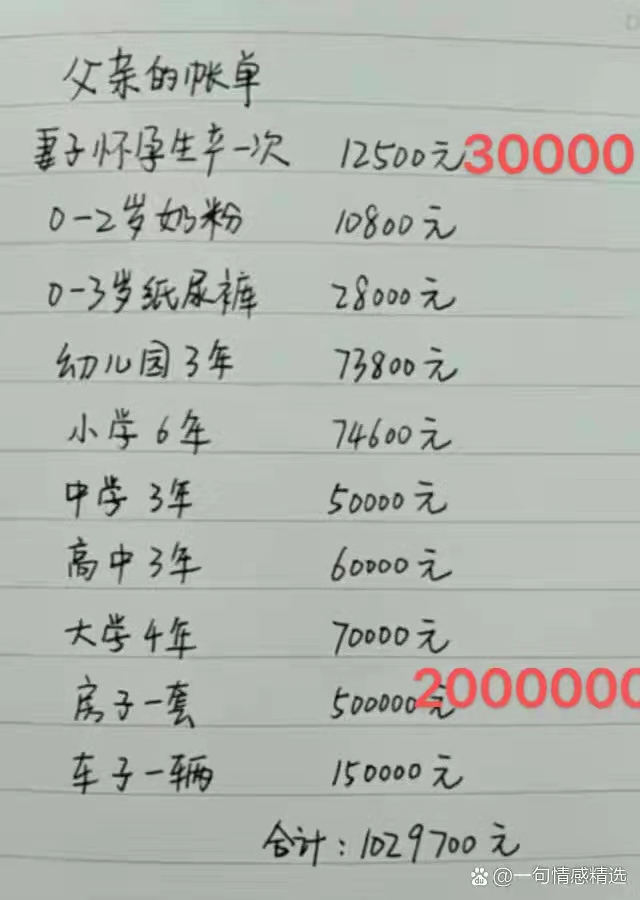 父亲的帐单
妻子怀孕生产一次 12500元 30000
0-2岁奶粉 10800元
0-3岁纸尿裤 28000元
幼儿园3年 73800元
小学6年 74600元
中学3年 50000元
高中3年 60000元
大学4年 70000元
房子一套 500000元 2000000
车子一辆 150000元
合计:1029700元
@一句情感精选